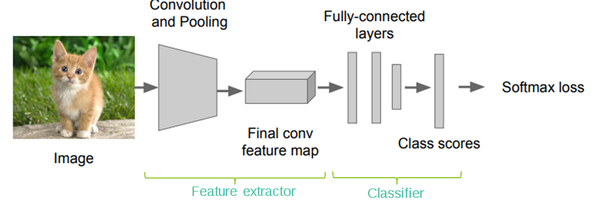 Convolution
and Pooling
Fully-connected
layers
Softmax loss
Final conv
feature map
Class scores
Image
Feature extractor
Classifier